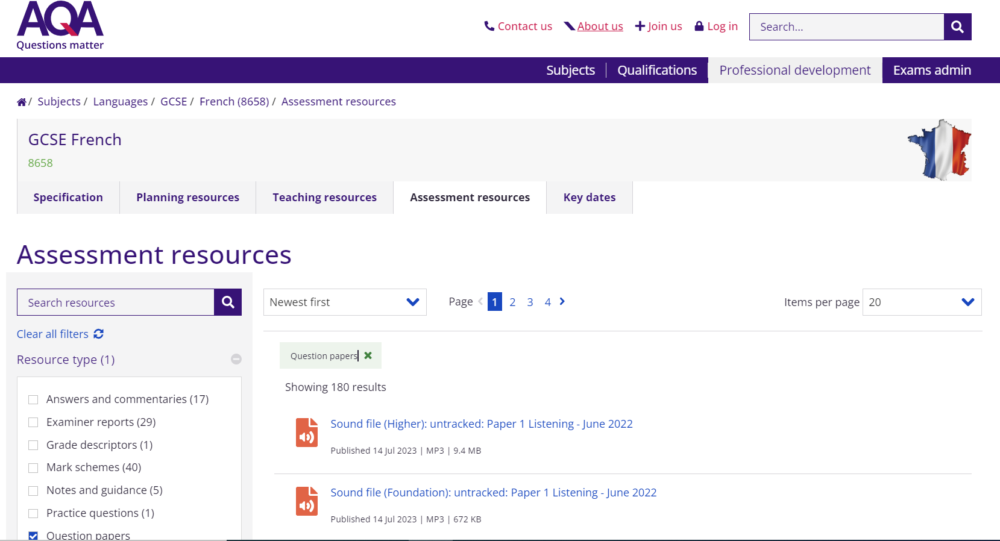 AQA
Questions matter
Contact us About us Join us Log in Search...
Subjects Qualifications Professional development Exams admin
/ Subjects / Languages / GCSE / French (8658) / Assessment resources
GCSE French
8658
Specification Planning resources Teaching resources Assessment resources Key dates
Assessment resources
Search resources
Clear all filters
Resource type (1)
Answers and commentaries (17)
Examiner reports (29)
Grade descriptors (1)
Mark schemes (40)
Notes and guidance (5)
Practice questions (1)
Question papers
Newest first Page 1 2 3 4 Items per page 20
Question papers
Showing 180 results
Sound file (Higher): untracked: Paper 1 Listening - June 2022
Published 14 Jul 2023 | MP3 | 9.4 MB
Sound file (Foundation): untracked: Paper 1 Listening - June 2022
Published 14 Jul 2023 | MP3 | 672 KB